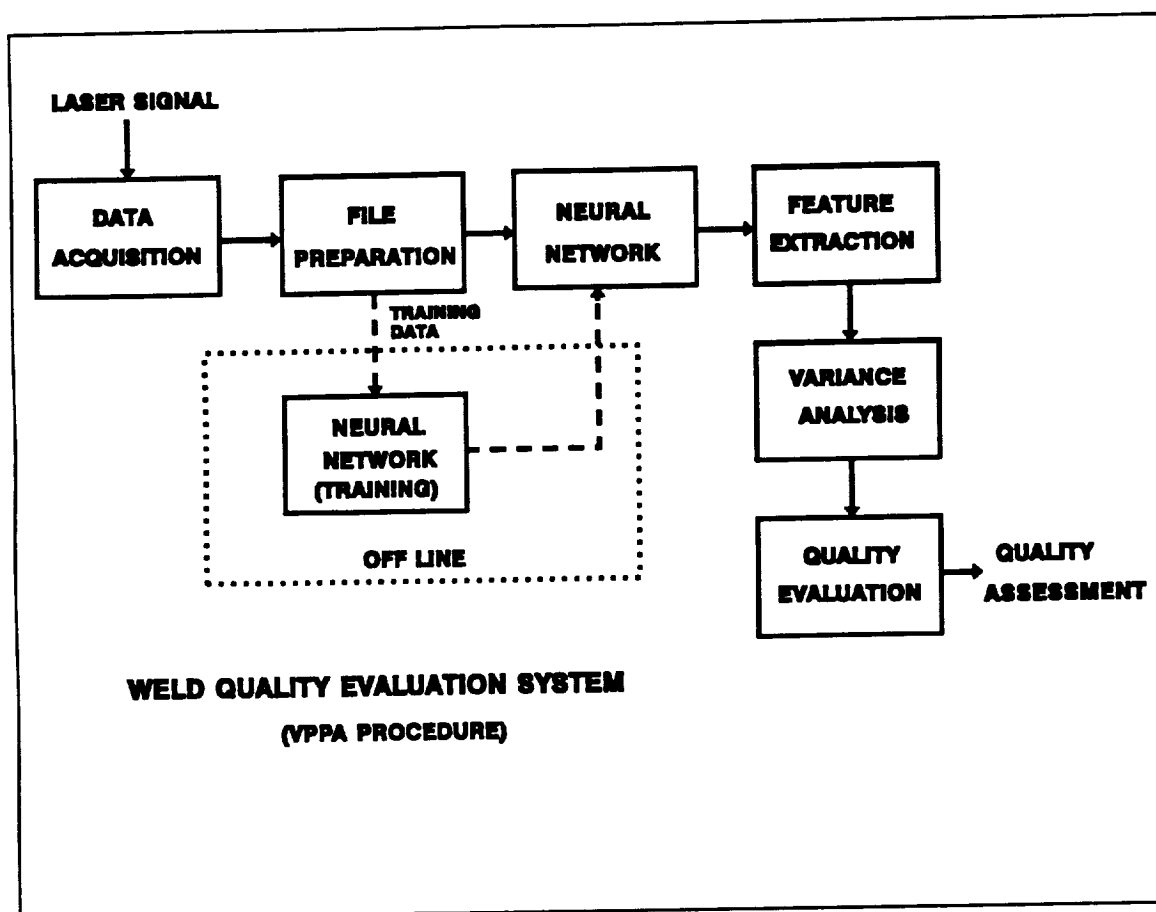 LASER SIGNAL
DATA
ACQUISITION
FILE
PREPARATION
NEURAL
NETWORK
FEATURE
EXTRACTION
TRAINING
DATA
NEURAL
NETWORK
(TRAINING)
OFF LINE
VARIANCE
ANALYSIS
QUALITY
EVALUATION
QUALITY
ASSESSMENT
WELD QUALITY EVALUATION SYSTEM
(VPPA PROCEDURE)